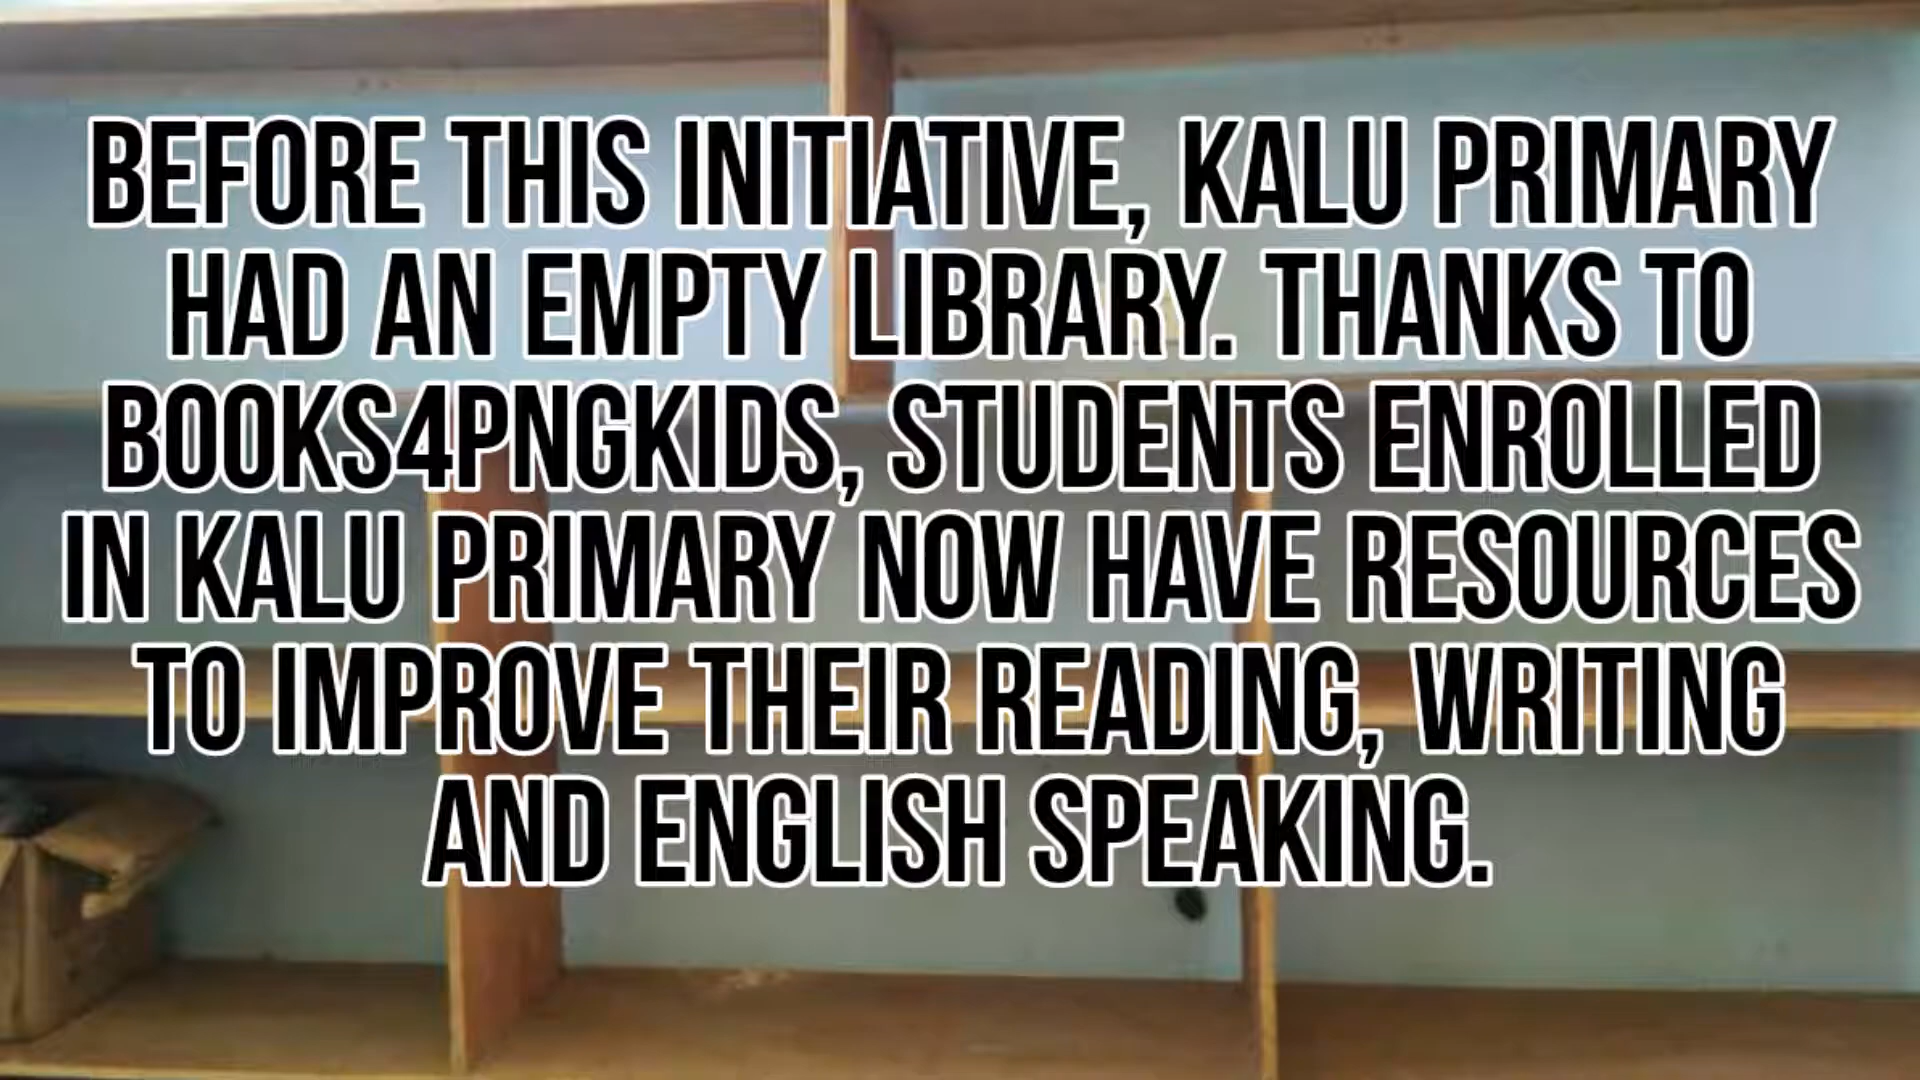 BEFORE THIS INITIATIVE, KALU PRIMARY
HAD AN EMPTY LIBRARY. THANKS TO
BOOKS4PNGKIDS, STUDENTS ENROLLED
IN KALU PRIMARY NOW HAVE RESOURCES
TO IMPROVE THEIR READING, WRITING
AND ENGLISH SPEAKING.